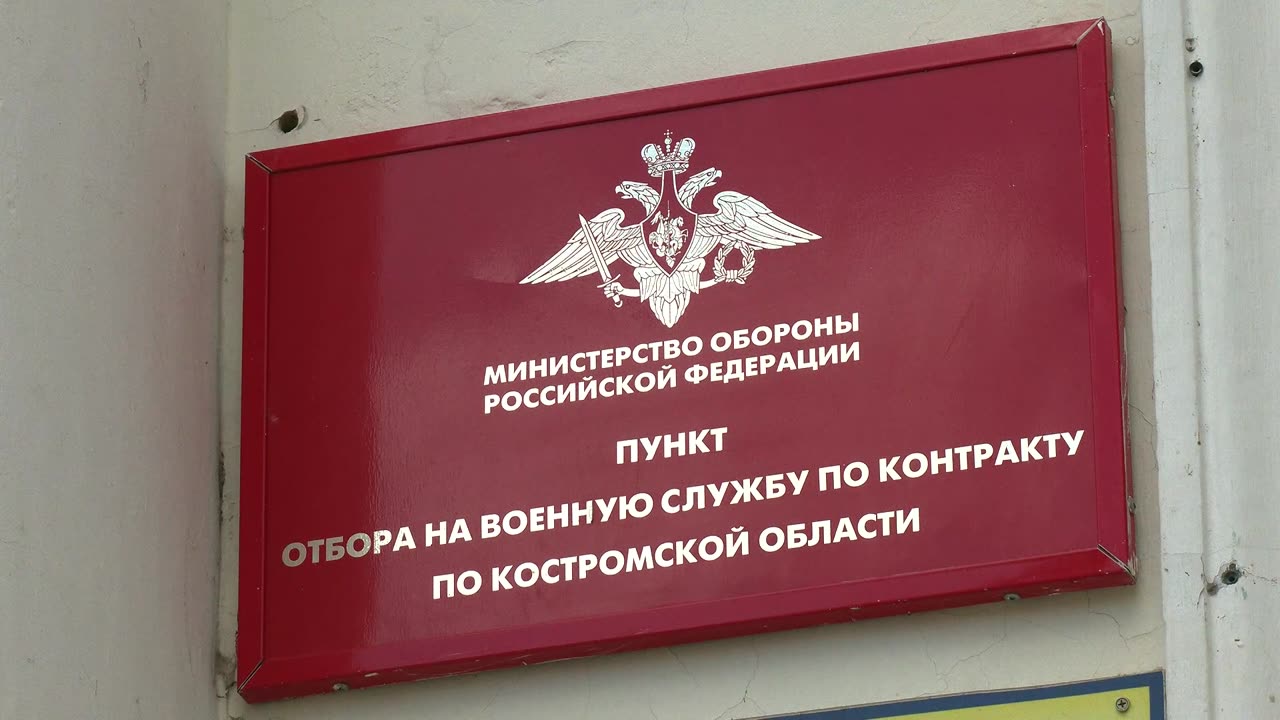 МИНИСТЕРСТВО ОБОРОНЫ
РОССИЙСКОЙ ФЕДЕРАЦИИ
ПУНКТ
ОТБОРА НА ВОЕННУЮ СЛУЖБУ ПО КОНТРАКТУ
ПО КОСТРОМСКОЙ ОБЛАСТИ